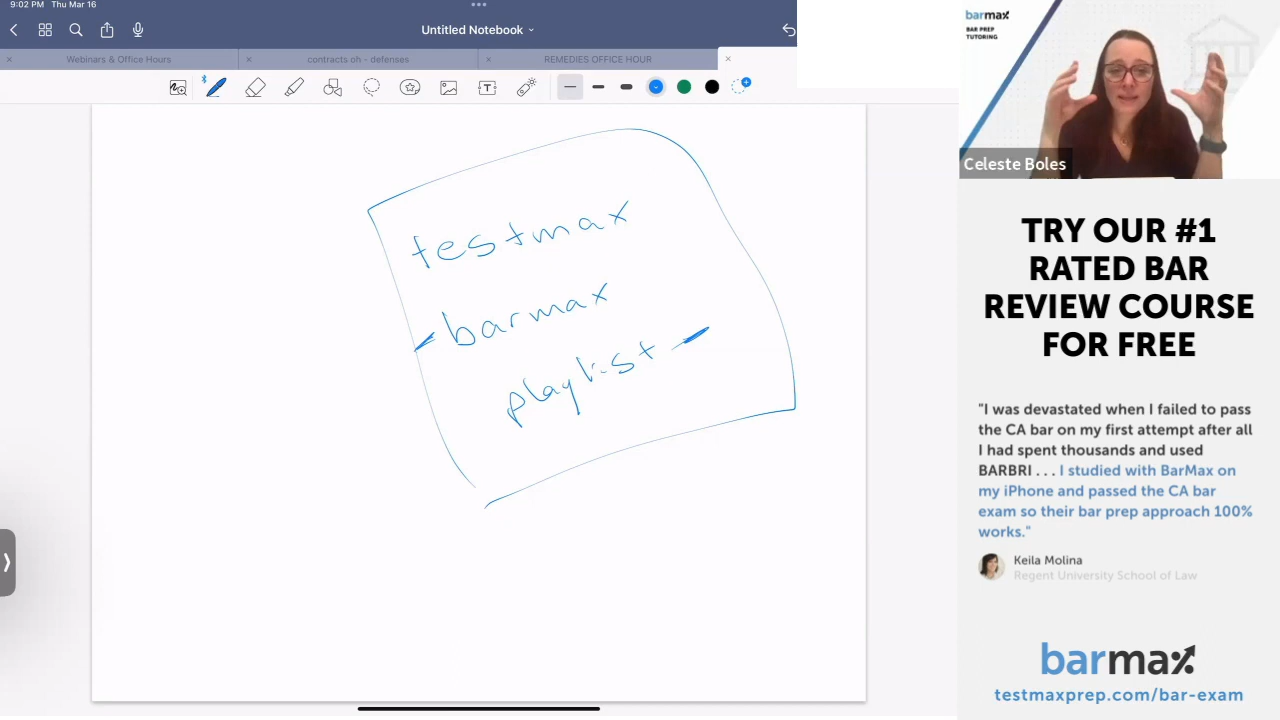 9:02 PM Thu Mar 16
Untitled Notebook
Webinars & Office Hours
contracts oh - defenses
REMEDIES OFFICE HOUR
testmax
barmax
playlist
barmax
BAR PREP
TUTORING
Celeste Boles
TRY OUR #1
RATED BAR
REVIEW COURSE
FOR FREE
"I was devastated when I failed to pass
the CA bar on my first attempt after all
I had spent thousands and used
BARBRI . . . I studied with BarMax on
my iPhone and passed the CA bar
exam so their bar prep approach 100%
works."
Keila Molina
Regent University School of Law
barmax
testmaxprep.com/bar-exam